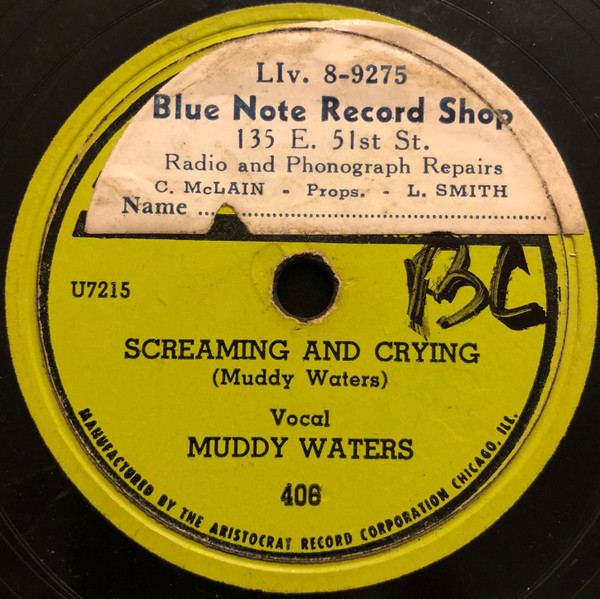 LIv. 8-9275
Blue Note Record Shop
135 E. 51st St.
Radio and Phonograph Repairs
C. McLAIN - Props. - L. SMITH
Name ........................................
BC
U7215
SCREAMING AND CRYING
(Muddy Waters)
Vocal
MUDDY WATERS
406
MANUFACTURED BY THE ARISTOCRAT RECORD CORPORATION CHICAGO, ILL.